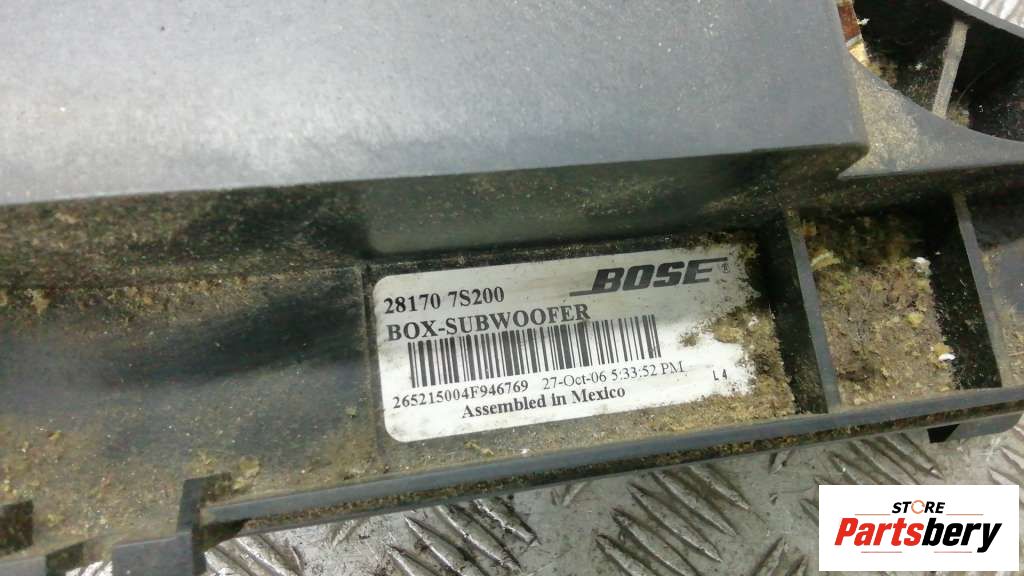 28170 7S200
BOSE®
BOX-SUBWOOFER
265215004F946769 27-Oct-06 5:33:52 PM
L4
Assembled in Mexico
STORE
Partsbery